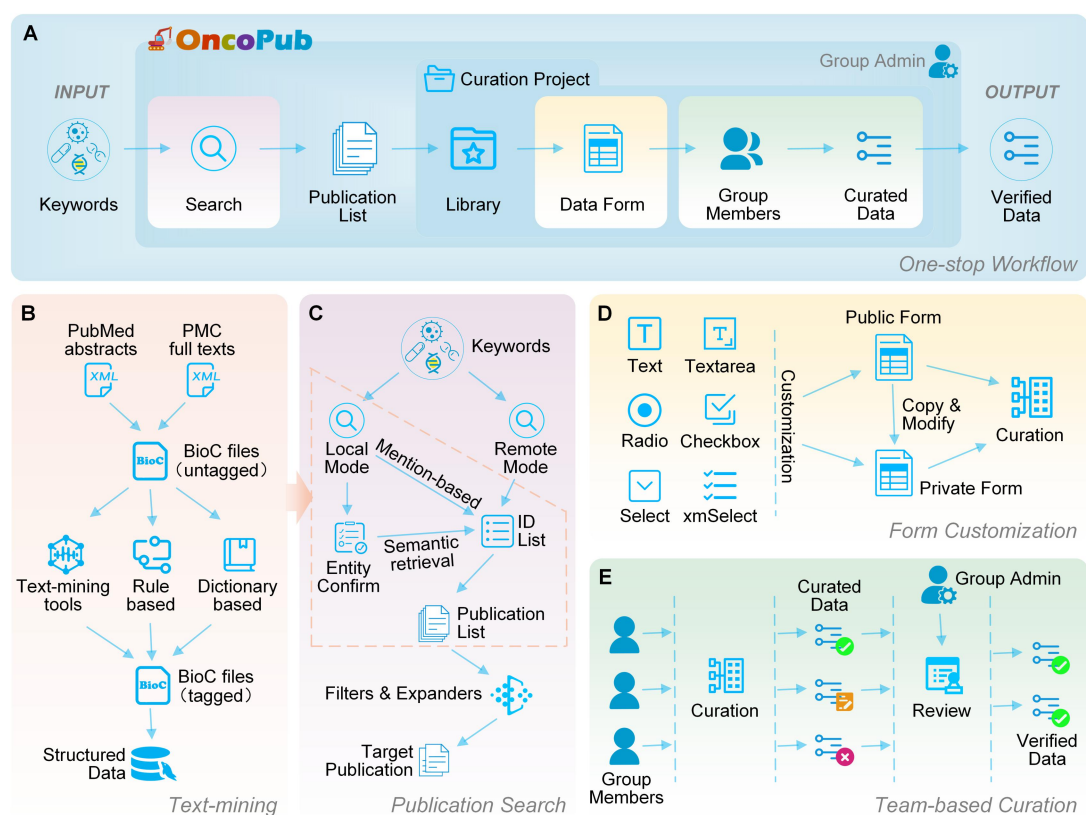 A
OncoPub
Group Admin
Curation Project
INPUT
OUTPUT
Keywords
Search
Publication
List
Library
Data Form
Group
Members
Curated
Data
Verified
Data
One-stop Workflow
B
PubMed
abstracts
PMC
full texts
XML
XML
BioC
BioC files
（untagged）
Text-mining
tools
Rule
based
Dictionary
based
BioC
BioC files
（tagged）
Structured
Data
Text-mining
C
Keywords
Local
Mode
Remote
Mode
Mention-based
ID
List
Entity
Confirm
Semantic
retrieval
Publication
List
Filters & Expanders
Target
Publication
Publication Search
D
T
Text
T
Textarea
Radio
Checkbox
Select
xmSelect
Customization
Public Form
Copy &
Modify
Private Form
Curation
Form Customization
E
Group Members
Curation
Curated
Data
Group Admin
Review
Verified
Data
Team-based Curation